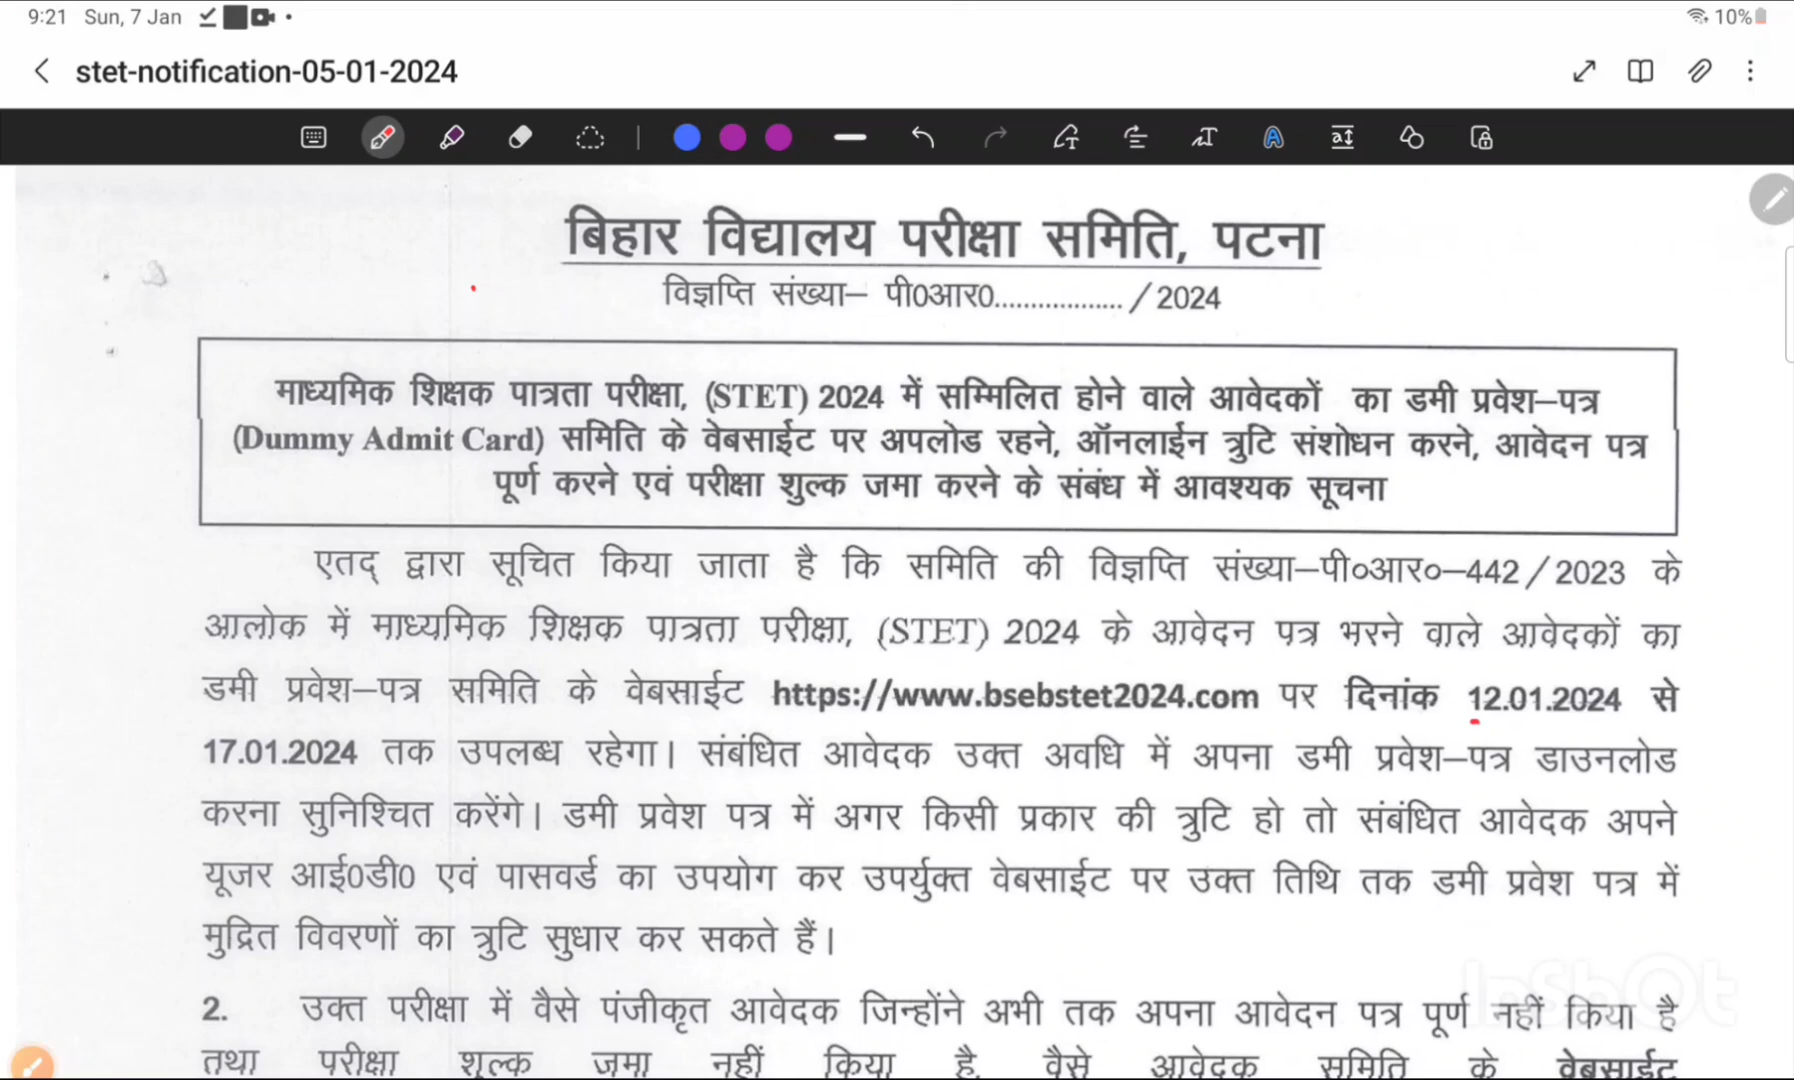 9:21 Sun, 7 Jan
10%
stet-notification-05-01-2024
बिहार विद्यालय परीक्षा समिति, पटना
विज्ञप्ति संख्या– पी0आर0................. / 2024
माध्यमिक शिक्षक पात्रता परीक्षा, (STET) 2024 में सम्मिलित होने वाले आवेदकों का डमी प्रवेश–पत्र
(Dummy Admit Card) समिति के वेबसाईट पर अपलोड रहने, ऑनलाईन त्रुटि संशोधन करने, आवेदन पत्र
पूर्ण करने एवं परीक्षा शुल्क जमा करने के संबंध में आवश्यक सूचना
एतद् द्वारा सूचित किया जाता है कि समिति की विज्ञप्ति संख्या–पी०आर०–442 / 2023 के
आलोक में माध्यमिक शिक्षक पात्रता परीक्षा, (STET) 2024 के आवेदन पत्र भरने वाले आवेदकों का
डमी प्रवेश–पत्र समिति के वेबसाईट https://www.bsebstet2024.com पर दिनांक 12.01.2024 से
17.01.2024 तक उपलब्ध रहेगा। संबंधित आवेदक उक्त अवधि में अपना डमी प्रवेश–पत्र डाउनलोड
करना सुनिश्चित करेंगे। डमी प्रवेश पत्र में अगर किसी प्रकार की त्रुटि हो तो संबंधित आवेदक अपने
यूजर आई0डी0 एवं पासवर्ड का उपयोग कर उपर्युक्त वेबसाईट पर उक्त तिथि तक डमी प्रवेश पत्र में
मुद्रित विवरणों का त्रुटि सुधार कर सकते हैं।
2. उक्त परीक्षा में वैसे पंजीकृत आवेदक जिन्होंने अभी तक अपना आवेदन पत्र पूर्ण नहीं किया है
तथा परीक्षा शुल्क जमा नहीं किया है, वैसे आवेदक समिति के वेबसाईट
InShOt